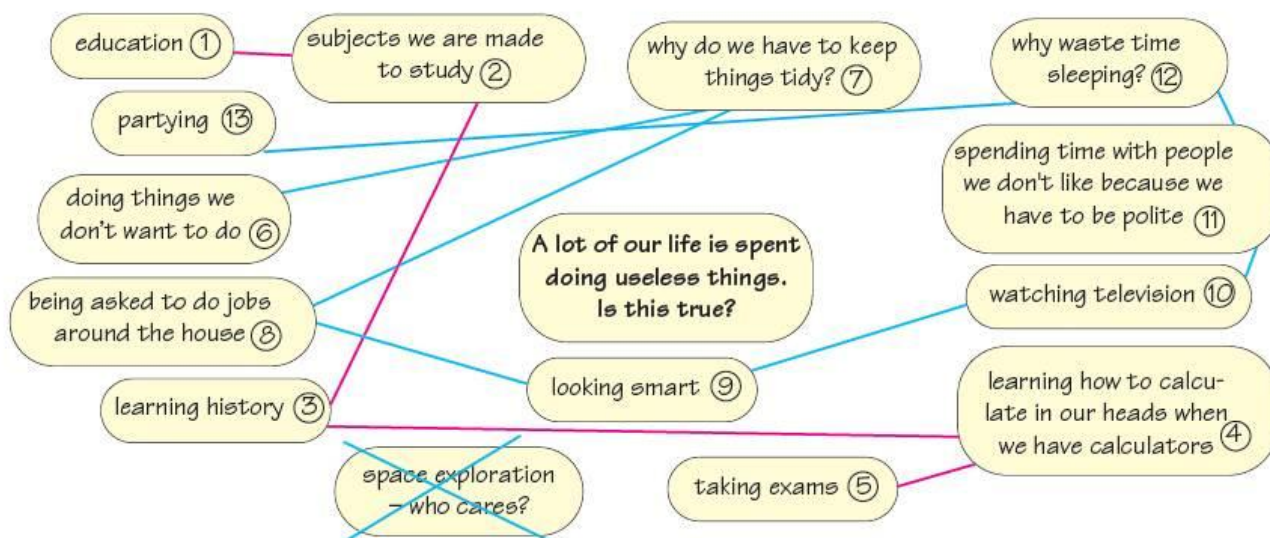 education ①
subjects we are made
to study ②
why do we have to keep
things tidy? ⑦
why waste time
sleeping? ⑫
partying ⑬
spending time with people
we don't like because we
have to be polite ⑪
doing things we
don't want to do ⑥
A lot of our life is spent
doing useless things.
Is this true?
being asked to do jobs
around the house ⑧
watching television ⑩
looking smart ⑨
learning history ③
learning how to calcu-
late in our heads when
we have calculators ④
space exploration
– who cares?
taking exams ⑤